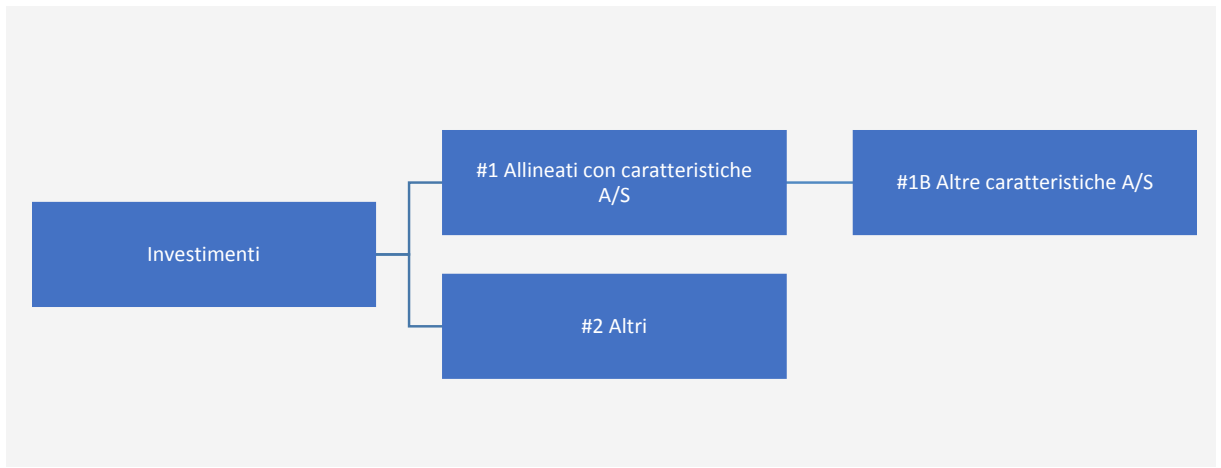 #1 Allineati con caratteristiche
A/S
#1B Altre caratteristiche A/S
Investimenti
#2 Altri